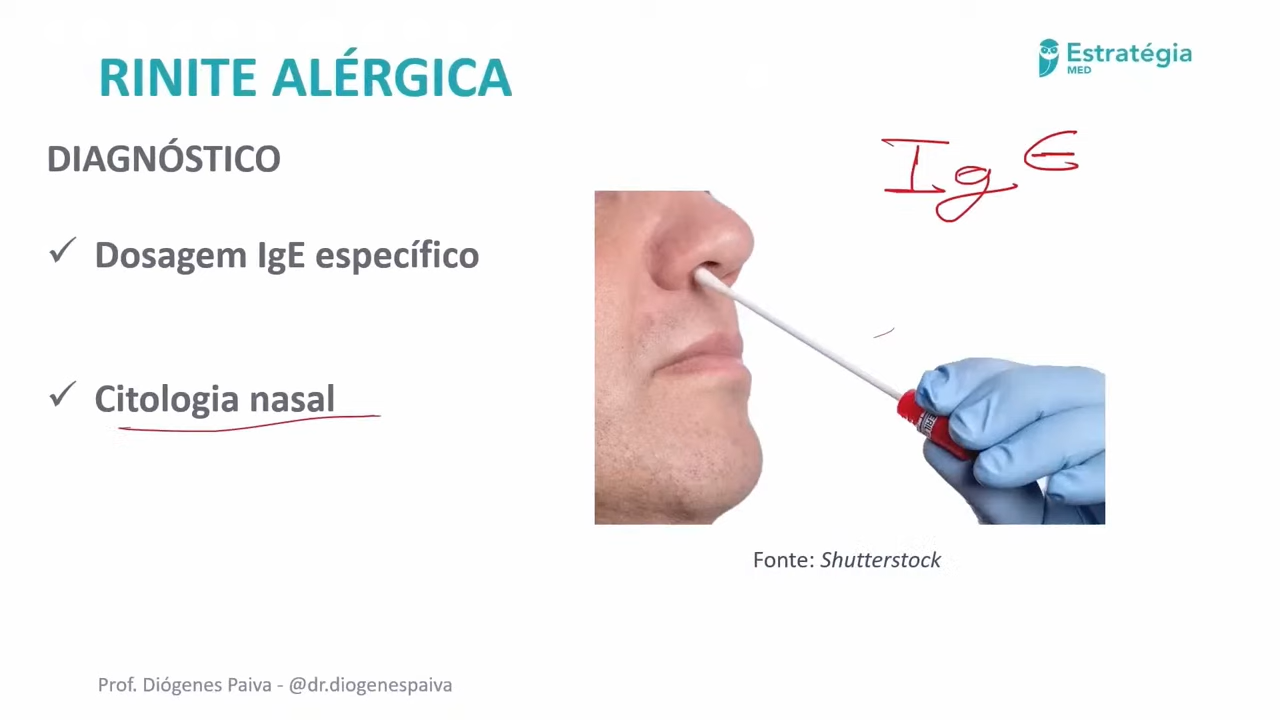 RINITE ALÉRGICA
Estratégia
MED
DIAGNÓSTICO
IgE
✓ Dosagem IgE específico
✓ Citologia nasal
Fonte: Shutterstock
Prof. Diógenes Paiva - @dr.diogenespaiva